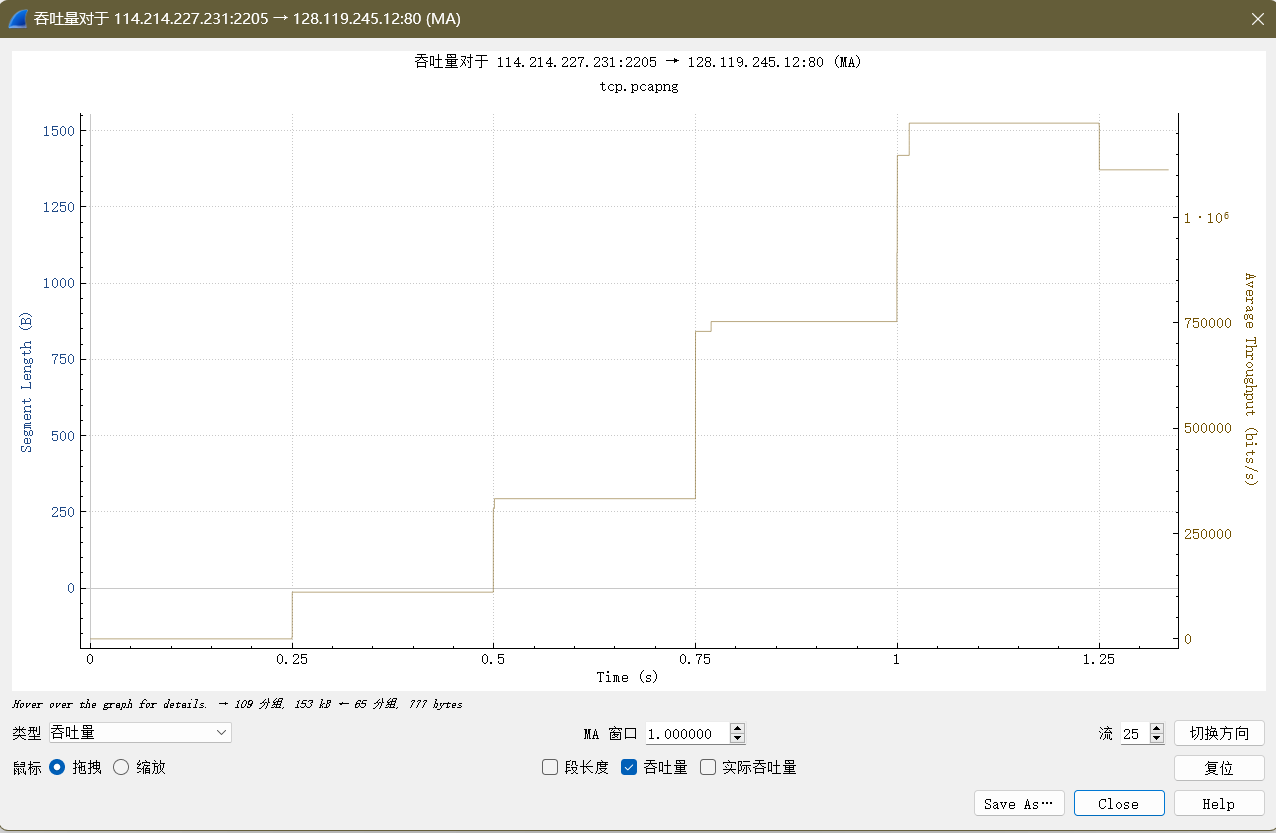 吞吐量对于 114.214.227.231:2205 → 128.119.245.12:80 (MA)
吞吐量对于 114.214.227.231:2205 → 128.119.245.12:80 (MA)
tcp.pcapng
1500
1250
1000
750
500
250
0
Segment Length (B)
1·10⁶
750000
500000
250000
0
Average Throughput (bits/s)
0 0.25 0.5 0.75 1 1.25
Time (s)
Hover over the graph for details. → 109 分组, 153 kB ← 65 分组, 777 bytes
类型 吞吐量 MA 窗口 1.000000 流 25 切换方向
鼠标 拖拽 缩放 段长度 吞吐量 实际吞吐量 复位
Save As… Close Help